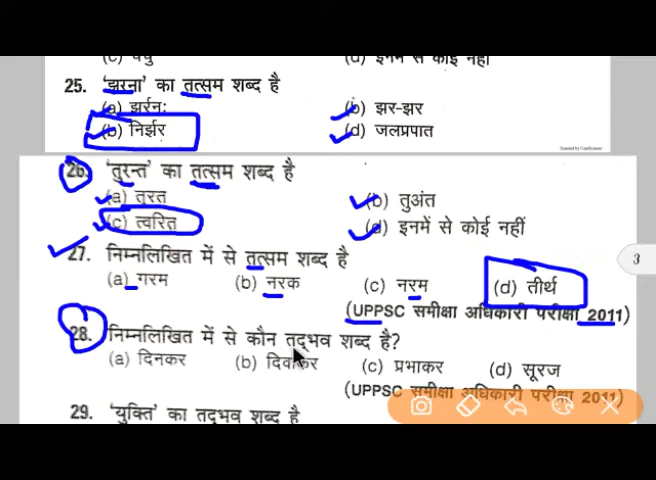 25. 'झरना' का तत्सम शब्द है
(a) झर्रनः (b) झर-झर
(b) निर्झर (d) जलप्रपात
26. 'तुरन्त' का तत्सम शब्द है
(a) तुरत (b) तुअंत
(c) त्वरित (d) इनमें से कोई नहीं
27. निम्नलिखित में से तत्सम शब्द है
(a) गरम (b) नरक (c) नरम (d) तीर्थ
(UPPSC समीक्षा अधिकारी परीक्षा 2011)
28. निम्नलिखित में से कौन तद्भव शब्द है?
(a) दिनकर (b) दिवाकर (c) प्रभाकर (d) सूरज
(UPPSC समीक्षा अधिकारी परीक्षा 2011)
29. 'युक्ति' का तद्भव शब्द है
3